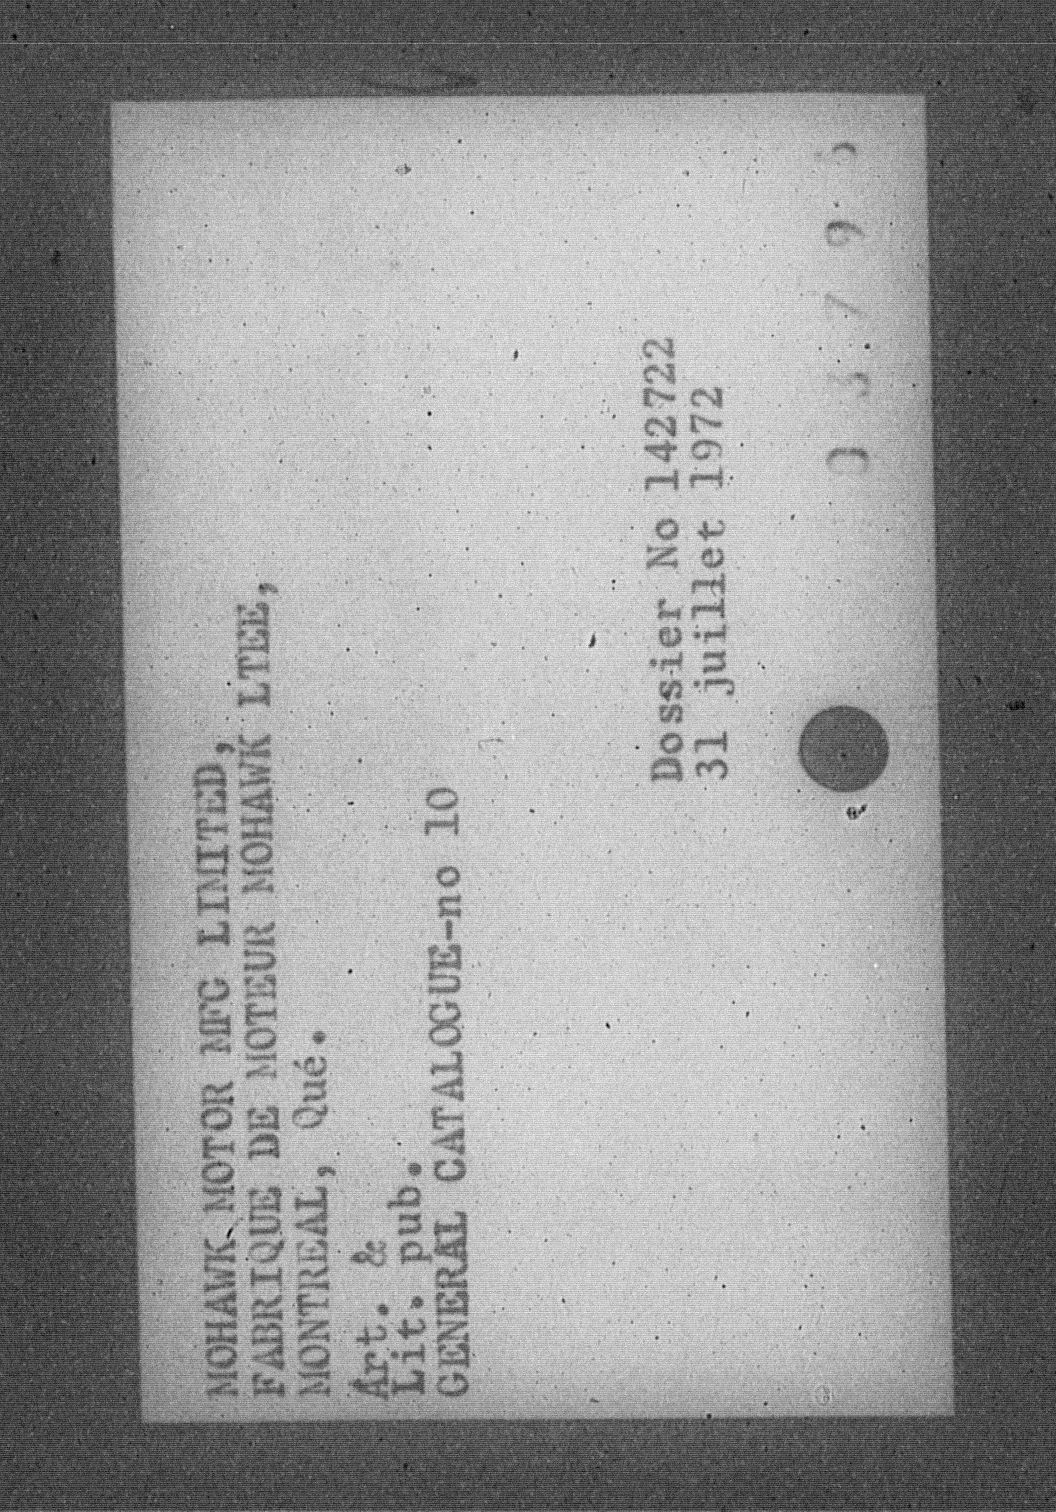 MOHAWK MOTOR MFG LIMITED,
FABRIQUE DE MOTEUR MOHAWK LTEE,
MONTREAL, Qué.
Art. &
Lit. pub.
GENERAL CATALOGUE-no 10
Dossier No 142722
31 juillet 1972